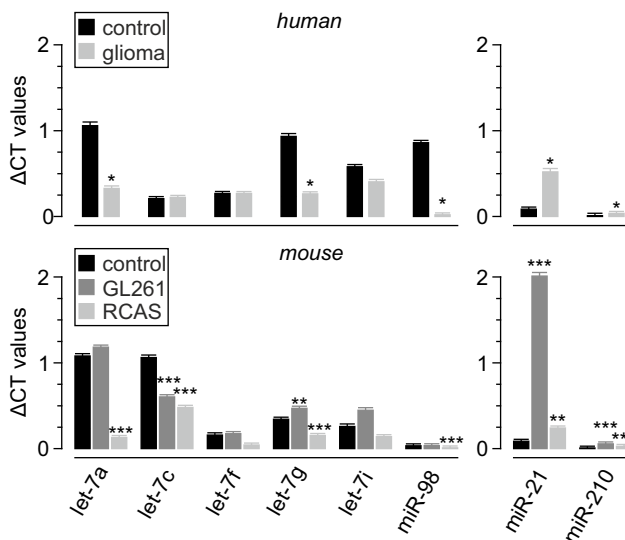 human
control
glioma
2
1
0
ΔCT values
*
*
*
2
1
0
*
*
mouse
control
GL261
RCAS
2
1
0
ΔCT values
***
***
***
**
***
***
2
1
0
***
**
***
**
let-7a
let-7c
let-7f
let-7g
let-7i
miR-98
miR-21
miR-210